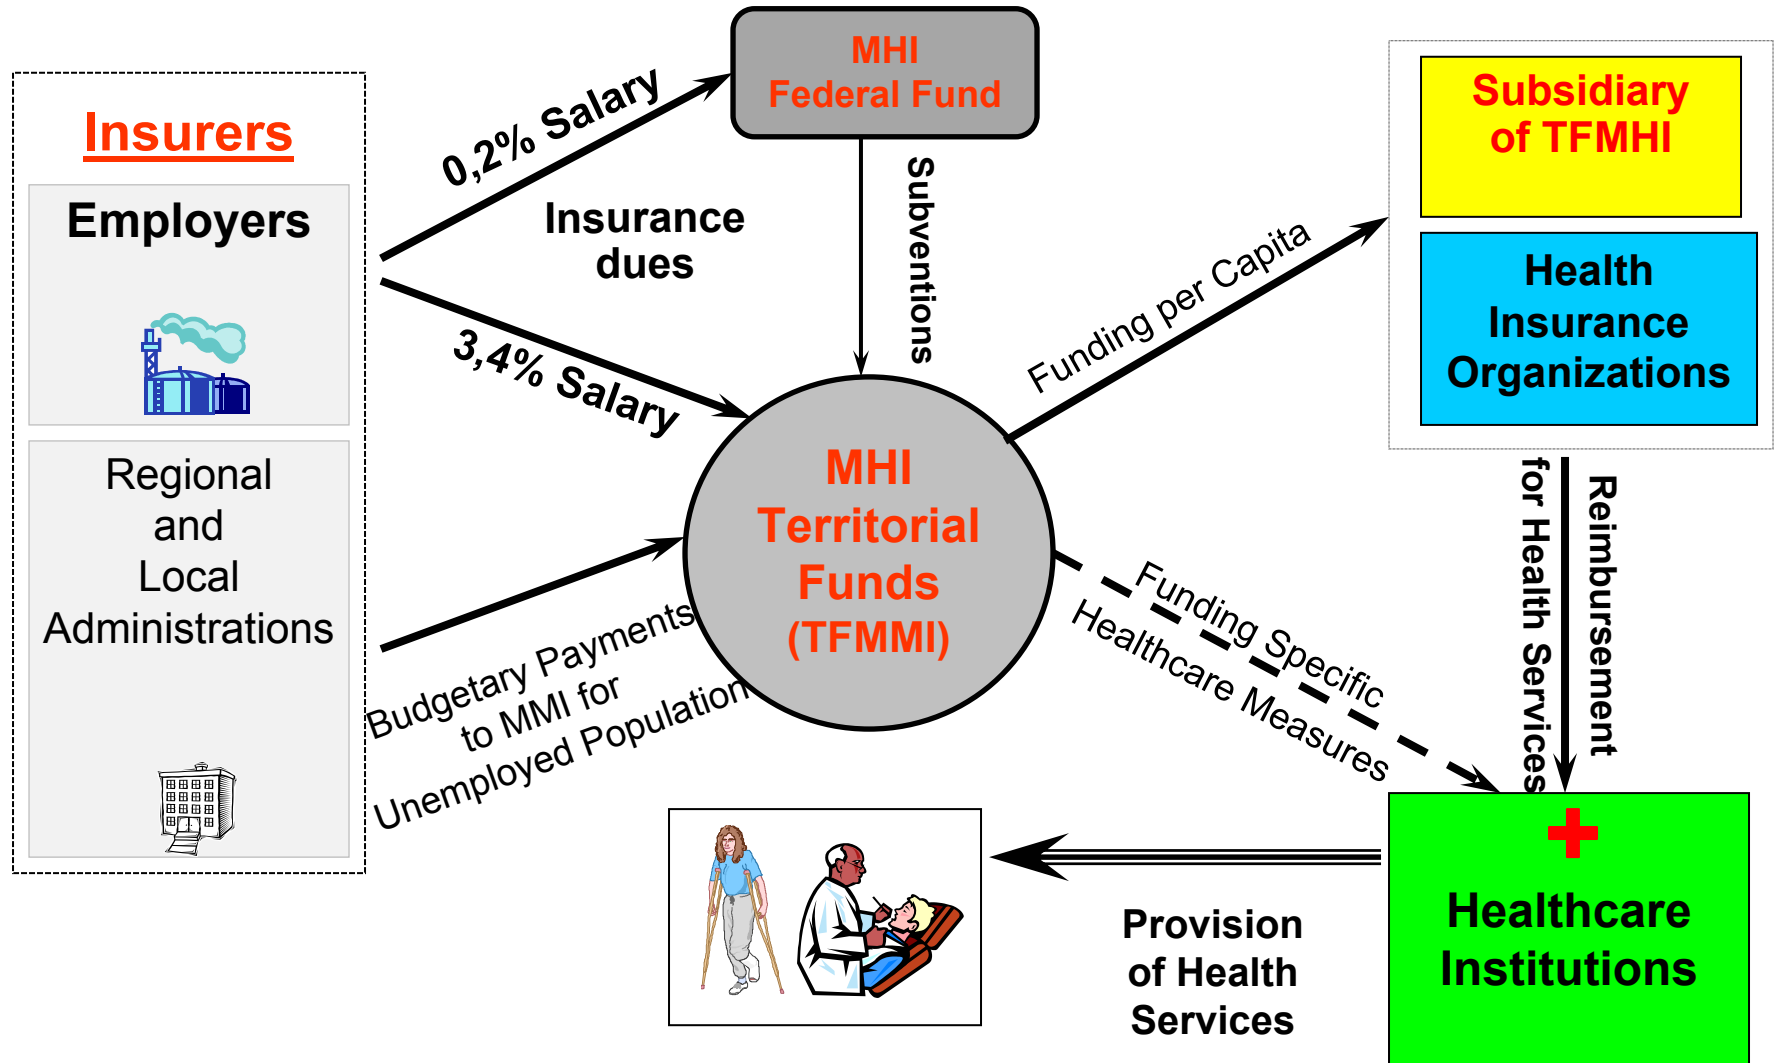 Insurers
Employers
Regional
and
Local
Administrations
0,2% Salary
Insurance
dues
3,4% Salary
Budgetary Payments
to MMI for
Unemployed Population
MHI
Federal Fund
Subventions
MHI
Territorial
Funds
(TFMMI)
Funding per Capita
Funding Specific
Healthcare Measures
Subsidiary
of TFMHI
Health
Insurance
Organizations
Reimbursement
for Health Services
Healthcare
Institutions
Provision
of Health
Services